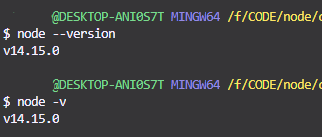 @DESKTOP-ANI0S7T MINGW64 /f/CODE/node/
$ node --version
v14.15.0
@DESKTOP-ANI0S7T MINGW64 /f/CODE/node/
$ node -v
v14.15.0